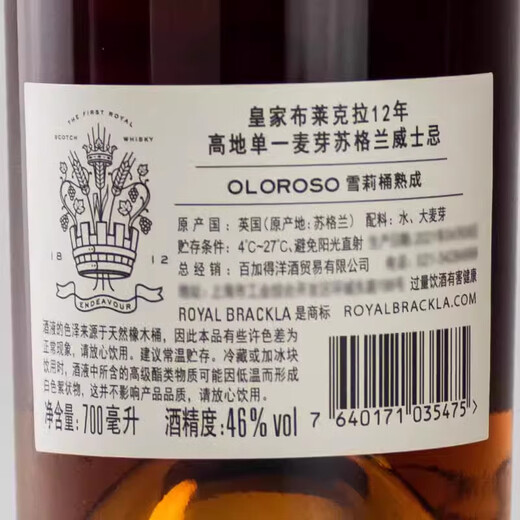 THE FIRST ROYAL
SCOTCH WHISKY
18 12
ENDEAVOUR
皇家布莱克拉12年
高地单一麦芽苏格兰威士忌
OLOROSO 雪莉桶熟成
原产国: 英国(原产地:苏格兰) 配料:水、大麦芽
贮存条件: 4℃~27℃,避免阳光直射
总经销: 百加得洋酒贸易有限公司
过量饮酒有害健康
ROYAL BRACKLA 是商标 ROYALBRACKLA.COM
酒液的色泽来源于天然橡木桶,因此本品有些许色差为
正常现象,请放心饮用。建议常温贮存。冷藏或加冰块
饮用时,酒液中所含的高级酯类物质可能因低温而形成
白色絮状物,这并不影响产品品质,请放心饮用。
净含量:700毫升 酒精度:46%vol
7 640171 035475 >